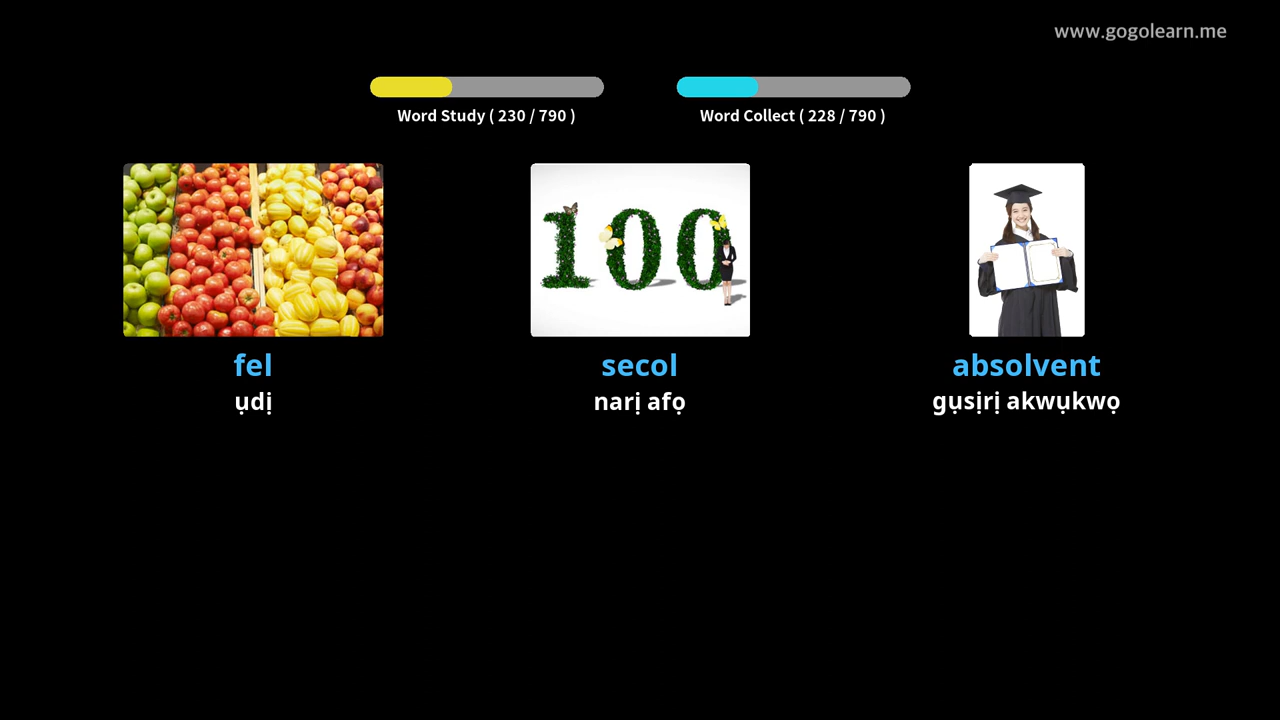 www.gogolearn.me
Word Study ( 230 / 790 )
Word Collect ( 228 / 790 )
100
fel
ụdị
secol
narị afọ
absolvent
gụsịrị akwụkwọ